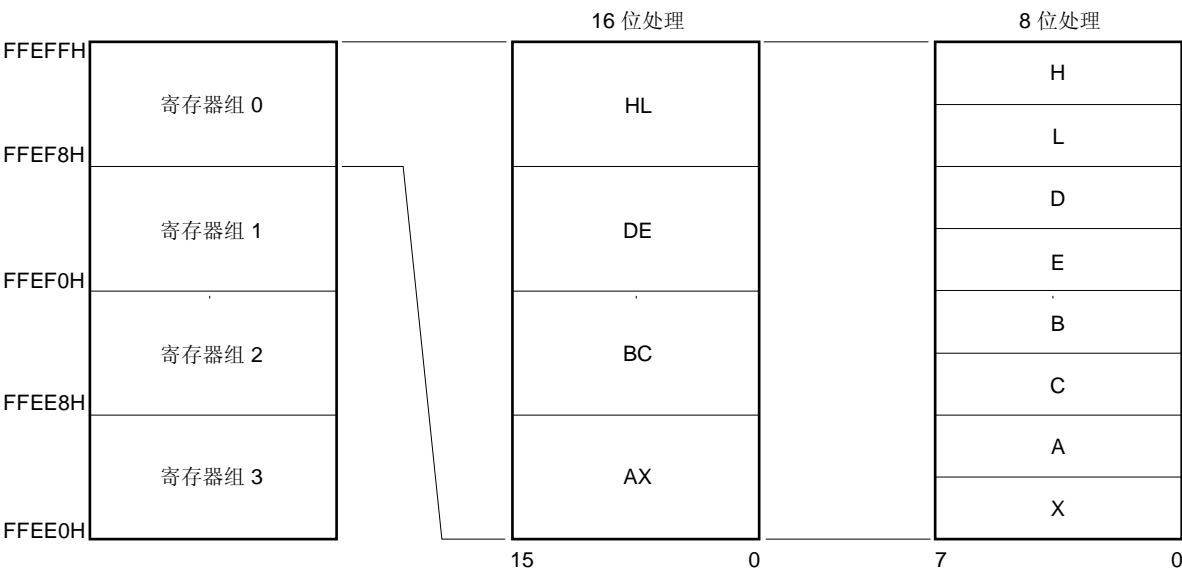 16 位处理
8 位处理
FFEFFH
寄存器组 0
HL
H
L
FFEF8H
寄存器组 1
DE
D
E
FFEF0H
寄存器组 2
BC
B
C
FFEE8H
寄存器组 3
AX
A
X
FFEE0H
15
0
7
0